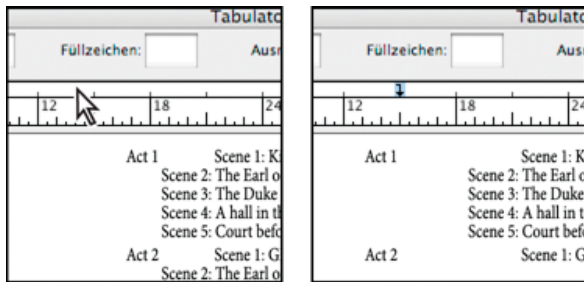 Tabulato
Füllzeichen:
Ausr
12 18 24
Act 1 Scene 1: Ki
Scene 2: The Earl o
Scene 3: The Duke
Scene 4: A hall in th
Scene 5: Court befo
Act 2 Scene 1: G
Scene 2: The Earl o
Tabulato
Füllzeichen:
Aus
12 18 24
Act 1 Scene 1: K
Scene 2: The Earl o
Scene 3: The Duke
Scene 4: A hall in t
Scene 5: Court befo
Act 2 Scene 1: G